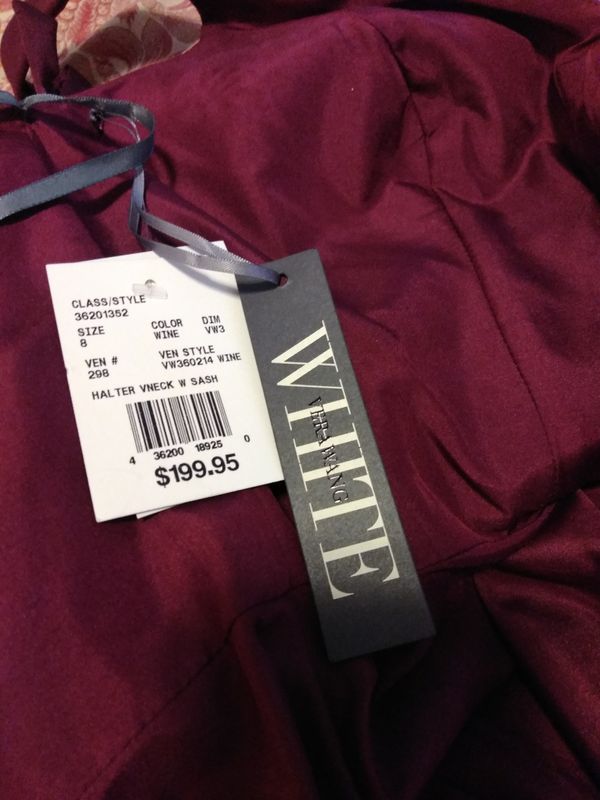 CLASS/STYLE
36201352
SIZE COLOR DIM
8 WINE VW3
VEN # VEN STYLE
298 VW360214 WINE
HALTER VNECK W SASH
4 36200 18925 0
$199.95
WHITE
VERA WANG